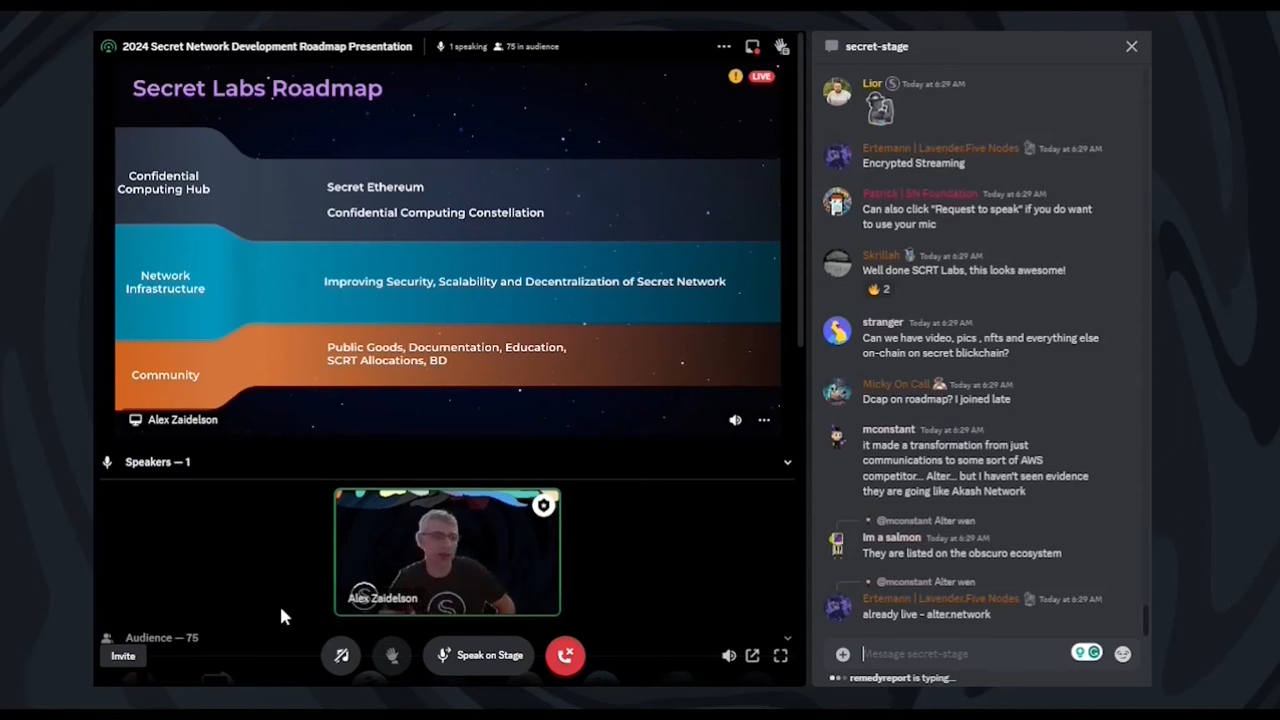 2024 Secret Network Development Roadmap Presentation
1 speaking
75 in audience
LIVE
Secret Labs Roadmap
Confidential
Computing Hub
Secret Ethereum
Confidential Computing Constellation
Network
Infrastructure
Improving Security, Scalability and Decentralization of Secret Network
Community
Public Goods, Documentation, Education,
SCRT Allocations, BD
Alex Zaidelson
Speakers — 1
Alex Zaidelson
Audience — 75
Invite
Speak on Stage
secret-stage
Lior Today at 6:29 AM
Ertemann | Lavender.Five Nodes Today at 6:29 AM
Encrypted Streaming
Patrick | SN Foundation Today at 6:29 AM
Can also click "Request to speak" if you do want
to use your mic
Skrillah Today at 6:29 AM
Well done SCRT Labs, this looks awesome!
2
stranger Today at 6:29 AM
Can we have video, pics , nfts and everything else
on-chain on secret blickchain?
Micky On Call Today at 6:29 AM
Dcap on roadmap? I joined late
mconstant Today at 6:29 AM
it made a transformation from just
communications to some sort of AWS
competitor... Alter... but I haven't seen evidence
they are going like Akash Network
@mconstant Alter wen
Im a salmon Today at 6:29 AM
They are listed on the obscuro ecosystem
@mconstant Alter wen
Ertemann | Lavender.Five Nodes Today at 6:29 AM
already live - alter.network
Message secret-stage
remedyreport is typing...